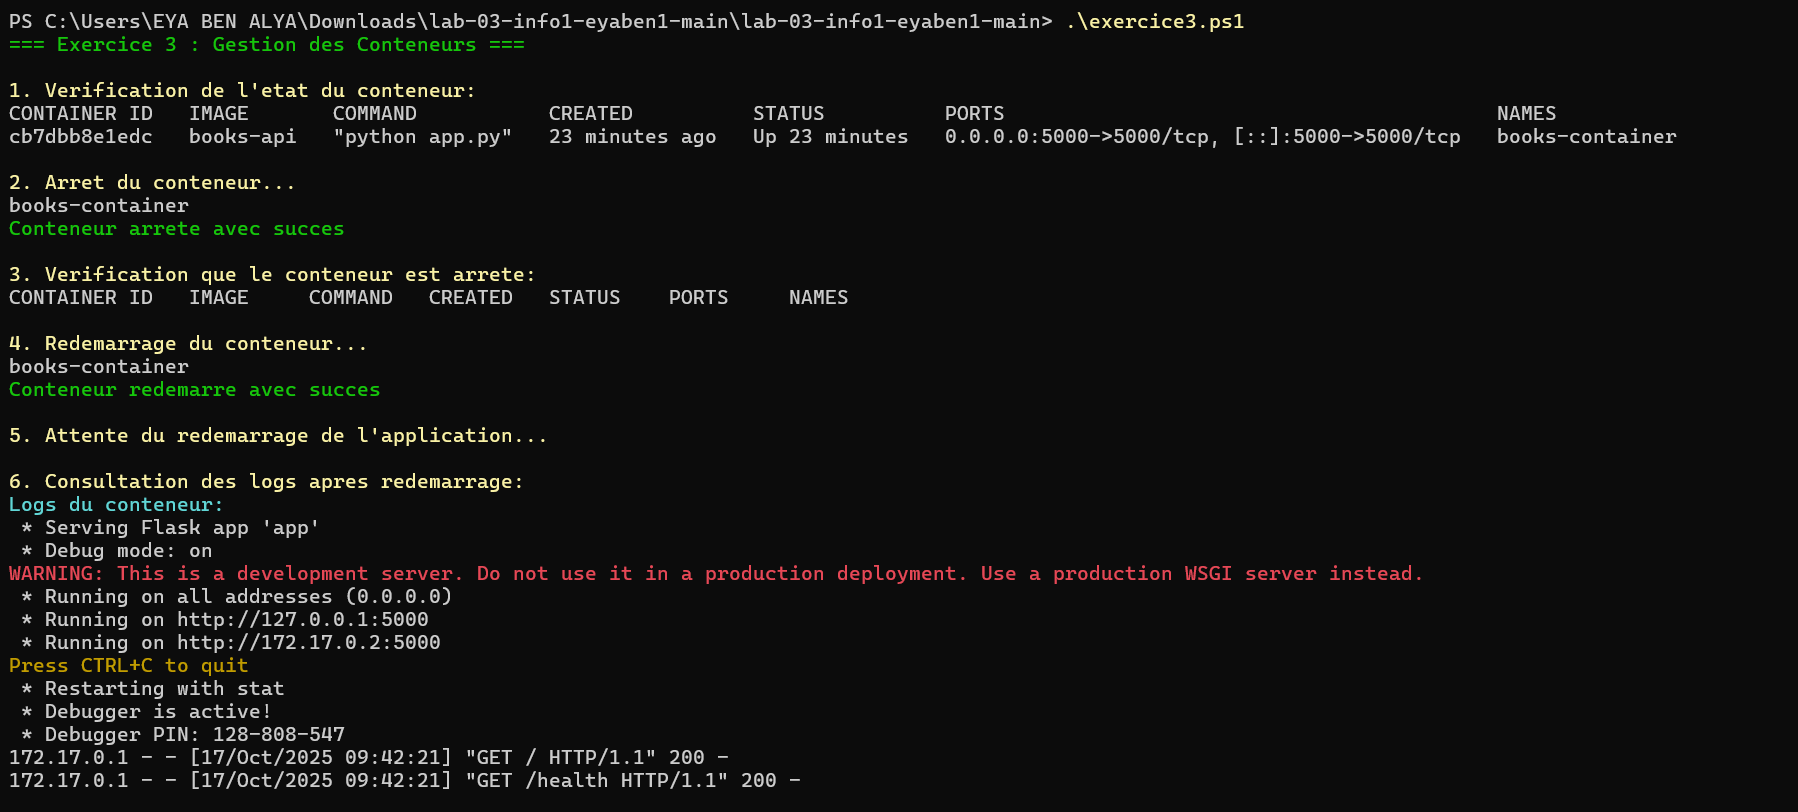 PS C:\Users\EYA BEN ALYA\Downloads\lab-03-info1-eyaben1-main\lab-03-info1-eyaben1-main> .\exercice3.ps1
=== Exercice 3 : Gestion des Conteneurs ===
1. Verification de l'etat du conteneur:
CONTAINER ID   IMAGE       COMMAND           CREATED          STATUS          PORTS                                         NAMES
cb7dbb8e1edc   books-api   "python app.py"   23 minutes ago   Up 23 minutes   0.0.0.0:5000->5000/tcp, [::]:5000->5000/tcp   books-container
2. Arret du conteneur...
books-container
Conteneur arrete avec succes
3. Verification que le conteneur est arrete:
CONTAINER ID   IMAGE     COMMAND   CREATED   STATUS    PORTS     NAMES
4. Redemarrage du conteneur...
books-container
Conteneur redemarre avec succes
5. Attente du redemarrage de l'application...
6. Consultation des logs apres redemarrage:
Logs du conteneur:
 * Serving Flask app 'app'
 * Debug mode: on
WARNING: This is a development server. Do not use it in a production deployment. Use a production WSGI server instead.
 * Running on all addresses (0.0.0.0)
 * Running on http://127.0.0.1:5000
 * Running on http://172.17.0.2:5000
Press CTRL+C to quit
 * Restarting with stat
 * Debugger is active!
 * Debugger PIN: 128-808-547
172.17.0.1 - - [17/Oct/2025 09:42:21] "GET / HTTP/1.1" 200 -
172.17.0.1 - - [17/Oct/2025 09:42:21] "GET /health HTTP/1.1" 200 -